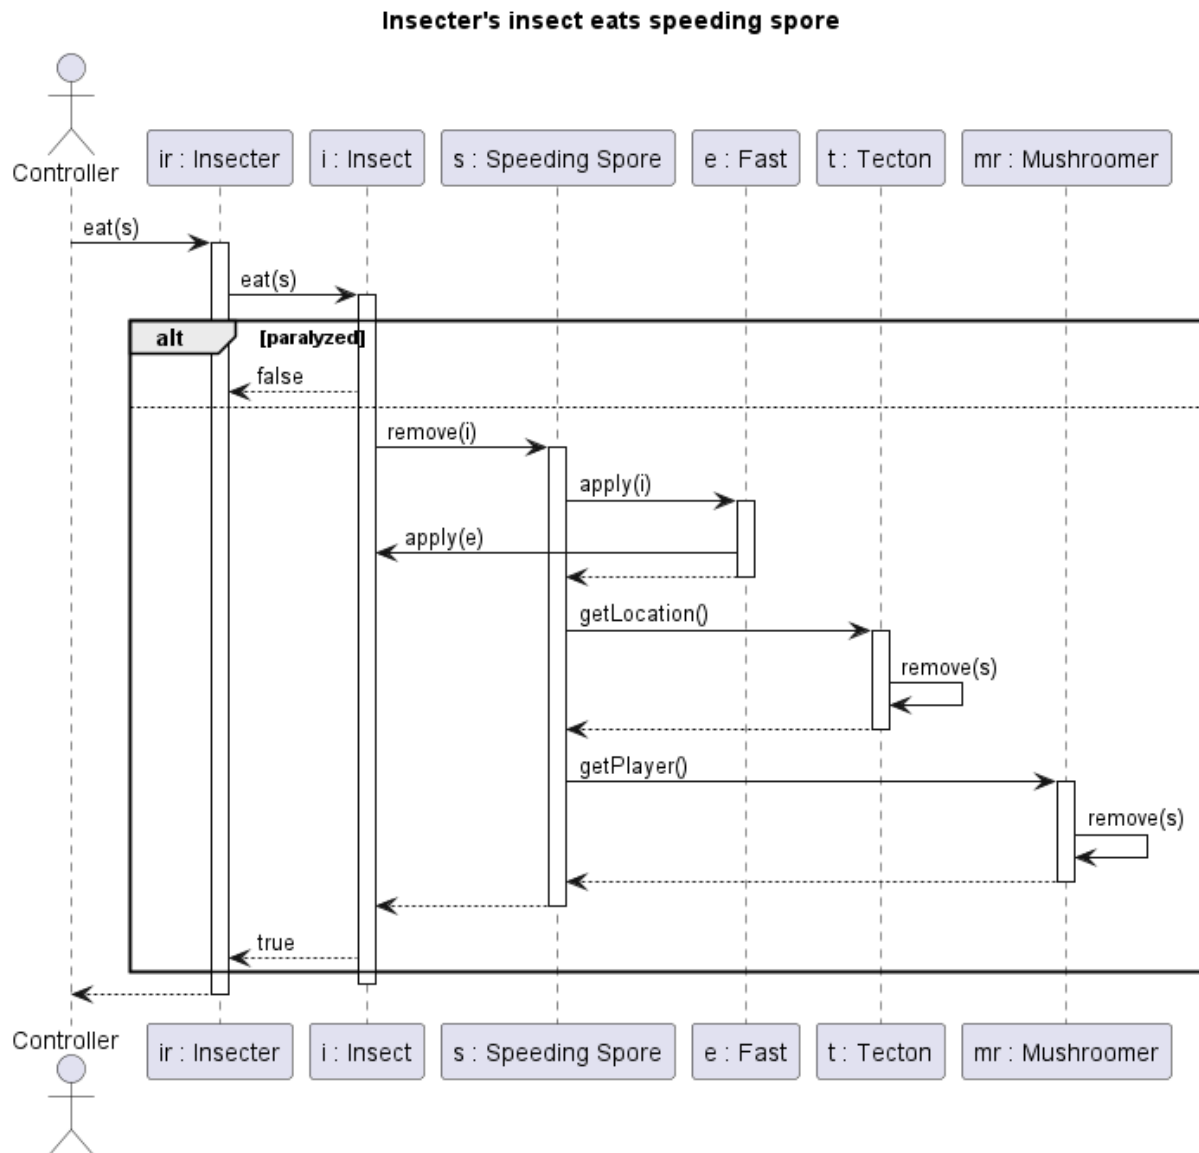 Insecter's insect eats speeding spore
Controller
ir : Insecter
i : Insect
s : Speeding Spore
e : Fast
t : Tecton
mr : Mushroomer
eat(s)
eat(s)
alt
[paralyzed]
false
remove(i)
apply(i)
apply(e)
getLocation()
remove(s)
getPlayer()
remove(s)
true
Controller
ir : Insecter
i : Insect
s : Speeding Spore
e : Fast
t : Tecton
mr : Mushroomer